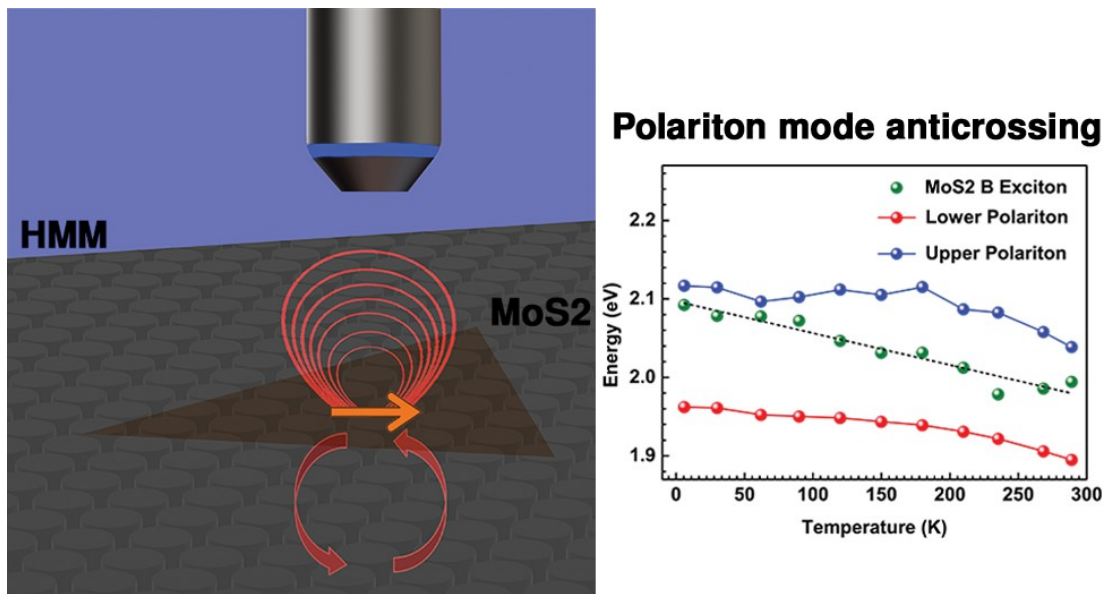 HMM
MoS2
Polariton mode anticrossing
MoS2 B Exciton
Lower Polariton
Upper Polariton
Energy (eV)
2.2
2.1
2.0
1.9
0 50 100 150 200 250 300
Temperature (K)